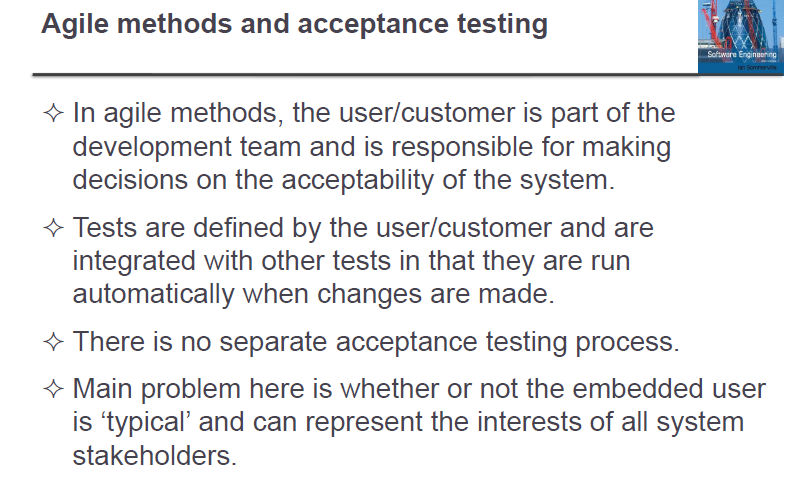 Agile methods and acceptance testing
Software Engineering
Ian Sommerville
✧ In agile methods, the user/customer is part of the
development team and is responsible for making
decisions on the acceptability of the system.
✧ Tests are defined by the user/customer and are
integrated with other tests in that they are run
automatically when changes are made.
✧ There is no separate acceptance testing process.
✧ Main problem here is whether or not the embedded user
is ‘typical’ and can represent the interests of all system
stakeholders.